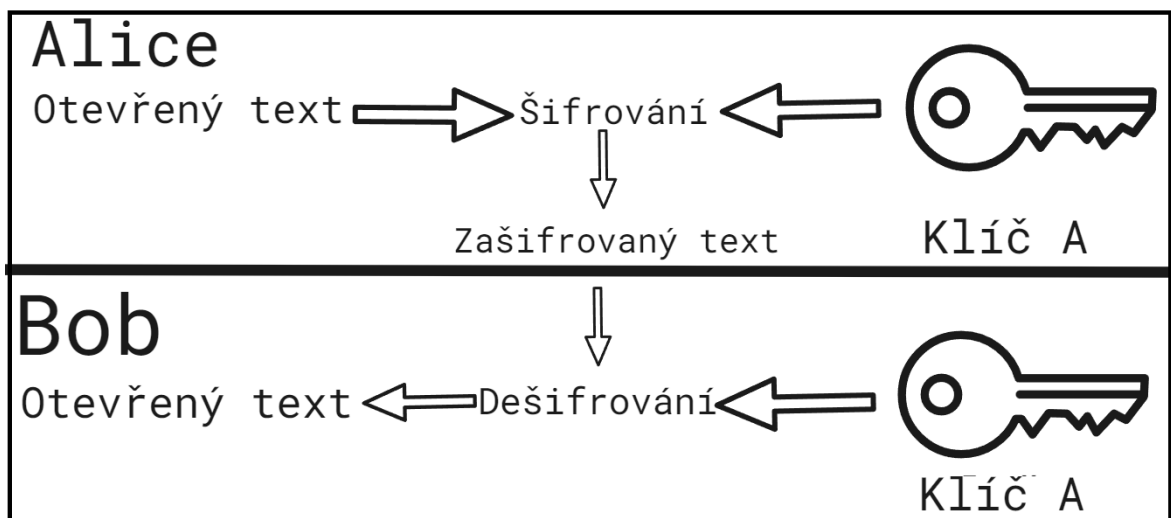 Alice
Otevřený text
Šifrování
Zašifrovaný text
Klíč A
Bob
Otevřený text
Dešifrování
Klíč A